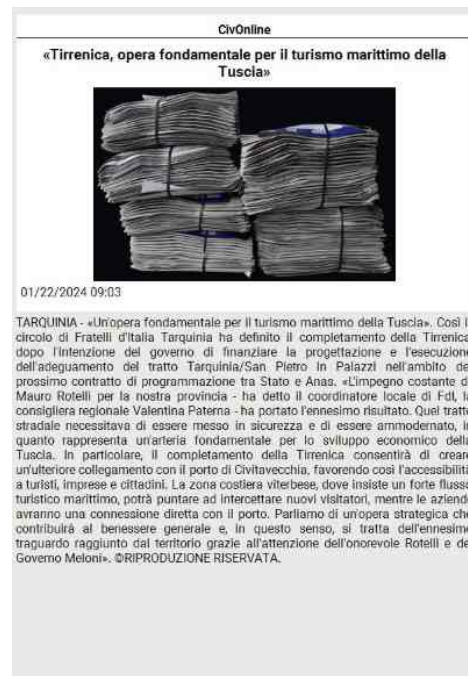 CivOnline
«Tirrenica, opera fondamentale per il turismo marittimo della
Tuscia»
01/22/2024 09:03
TARQUINIA - «Un'opera fondamentale per il turismo marittimo della Tuscia». Così i
circolo di Fratelli d'Italia Tarquinia ha definito il completamento della Tirrenica
dopo l'intenzione del governo di finanziare la progettazione e l'esecuzione
dell'adeguamento del tratto Tarquinia/San Pietro in Palazzi nell'ambito de
prossimo contratto di programmazione tra Stato e Anas. «L'impegno costante d
Mauro Rotelli per la nostra provincia - ha detto il coordinatore locale di FdI, la
consigliera regionale Valentina Paterna - ha portato l'ennesimo risultato. Quel tratto
stradale necessitava di essere messo in sicurezza e di essere ammodernato, in
quanto rappresenta un'arteria fondamentale per lo sviluppo economico della
Tuscia. In particolare, il completamento della Tirrenica consentirà di creare
un'ulteriore collegamento con il porto di Civitavecchia, favorendo così l'accessibilità
a turisti, imprese e cittadini. La zona costiera viterbese, dove insiste un forte flusso
turistico marittimo, potrà puntare ad intercettare nuovi visitatori, mentre le aziende
avranno una connessione diretta con il porto. Parliamo di un'opera strategica che
contribuirà al benessere generale e, in questo senso, si tratta dell'ennesimo
traguardo raggiunto dal territorio grazie all'attenzione dell'onorevole Rotelli e de
Governo Meloni». ©RIPRODUZIONE RISERVATA.